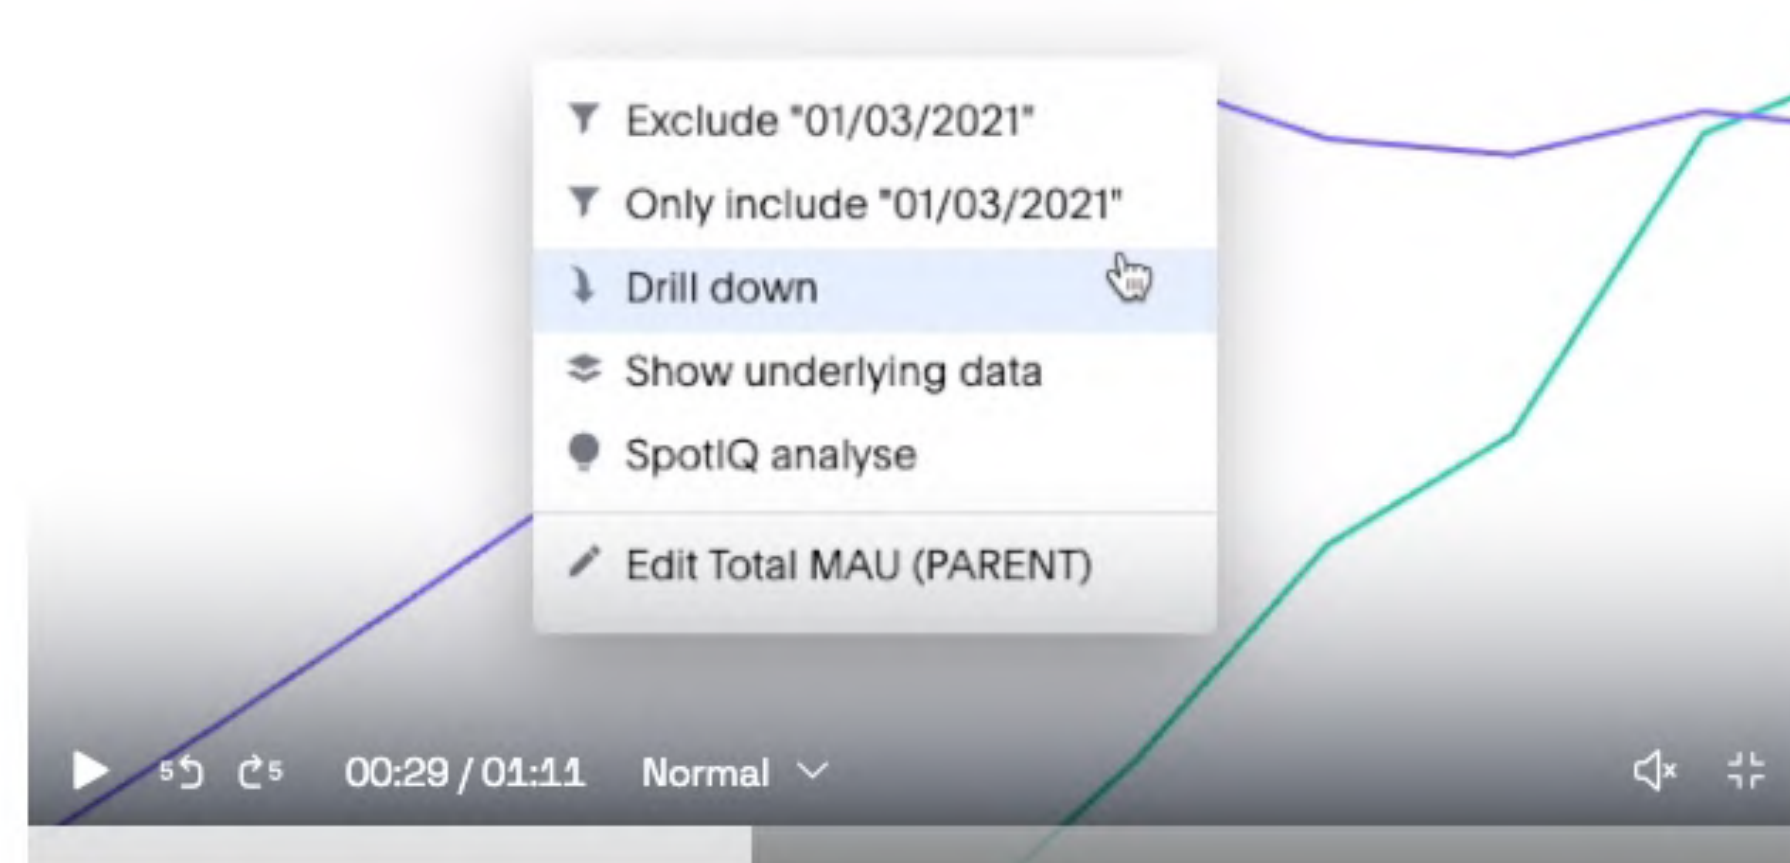 Exclude "01/03/2021"
Only include "01/03/2021"
Drill down
Show underlying data
SpotIQ analyse
Edit Total MAU (PARENT)
5 5 00:29 / 01:11 Normal